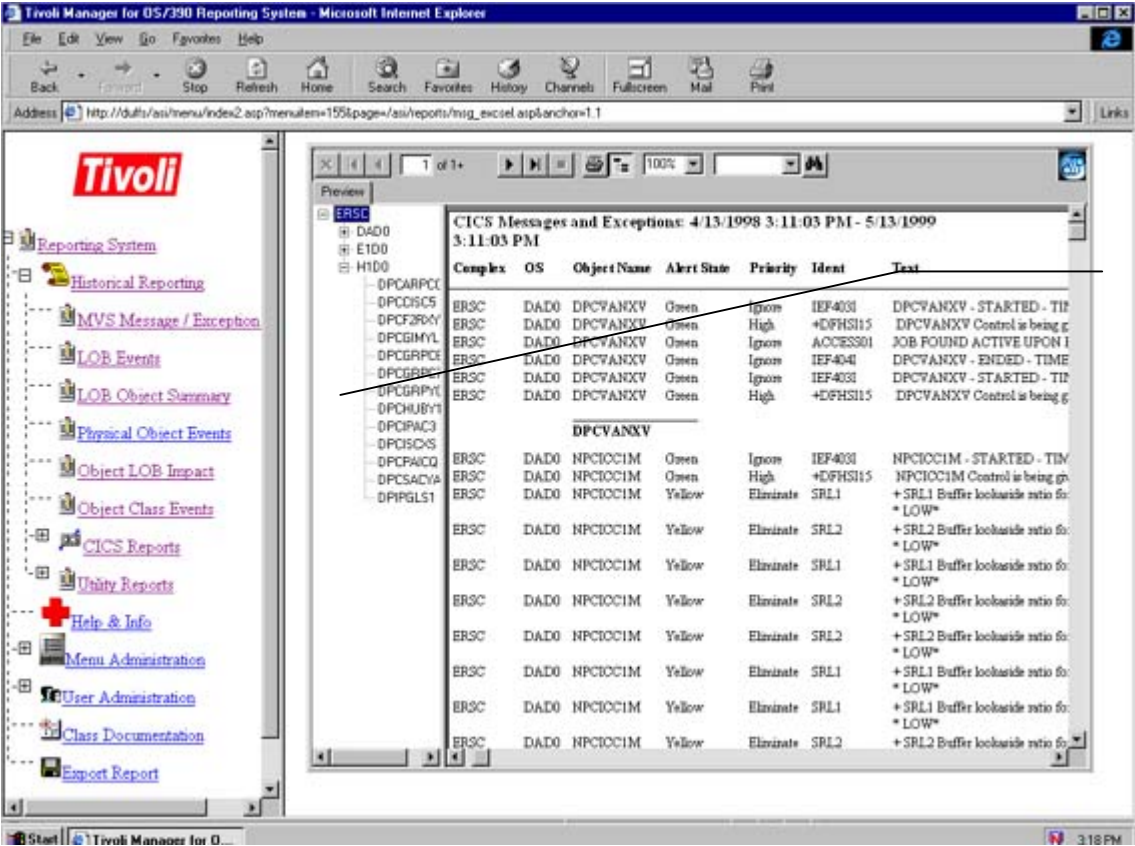 Tivoli Manager for OS/390 Reporting System - Microsoft Internet Explorer
File Edit View Go Favorites Help
Back Forward Stop Refresh Home Search Favorites History Channels Fullscreen Mail Print
Address http://dutfs/asi/menu/index2.asp?menuitem=155&page=/asi/reports/msg_excsel.asp&anchor=1.1 Links
Tivoli
Reporting System
Historical Reporting
MVS Message / Exception
LOB Events
LOB Object Summary
Physical Object Events
Object LOB Impact
Object Class Events
CICS Reports
Utility Reports
Help & Info
Menu Administration
User Administration
Class Documentation
Export Report
1 of 1+ 100%
Preview
ERSC
DAD0
E1D0
H1D0
DPCARPCC
DPCCISC5
DPCF2RXY
DPCGIMYL
DPCGRPCE
DPCGRPYC
DPCHUBY1
DPCIPAC3
DPCISCXS
DPCPAICQ
DPCSACYA
DPIPGLS1
CICS Messages and Exceptions: 4/13/1998 3:11:03 PM - 5/13/1999
3:11:03 PM
Complex OS Object Name Alert State Priority Ident Text
ERSC DAD0 DPCVANXV Green Ignore IEF403I DPCVANXV - STARTED - TIM
ERSC DAD0 DPCVANXV Green High +DFHSI15 DPCVANXV Control is being g
ERSC DAD0 DPCVANXV Green Ignore ACCESS01 JOB FOUND ACTIVE UPON
ERSC DAD0 DPCVANXV Green Ignore IEF404I DPCVANXV - ENDED - TIME
ERSC DAD0 DPCVANXV Green Ignore IEF403I DPCVANXV - STARTED - TIM
ERSC DAD0 DPCVANXV Green High +DFHSI15 DPCVANXV Control is being g
DPCVANXV
ERSC DAD0 NPCICC1M Green Ignore IEF403I NPCICC1M - STARTED - TIM
ERSC DAD0 NPCICC1M Green High +DFHSI15 NPCICC1M Control is being gi
ERSC DAD0 NPCICC1M Yellow Eliminate SRL1 + SRL1 Buffer lookaside ratio fo
* LOW*
ERSC DAD0 NPCICC1M Yellow Eliminate SRL2 + SRL2 Buffer lookaside ratio fo
* LOW*
ERSC DAD0 NPCICC1M Yellow Eliminate SRL1 + SRL1 Buffer lookaside ratio fo
* LOW*
ERSC DAD0 NPCICC1M Yellow Eliminate SRL2 + SRL2 Buffer lookaside ratio fo
* LOW*
ERSC DAD0 NPCICC1M Yellow Eliminate SRL2 + SRL2 Buffer lookaside ratio fo
* LOW*
ERSC DAD0 NPCICC1M Yellow Eliminate SRL1 + SRL1 Buffer lookaside ratio fo
* LOW*
ERSC DAD0 NPCICC1M Yellow Eliminate SRL1 + SRL1 Buffer lookaside ratio fo
* LOW*
ERSC DAD0 NPCICC1M Yellow Eliminate SRL2 + SRL2 Buffer lookaside ratio fo
Start Tivoli Manager for O... 3:18 PM